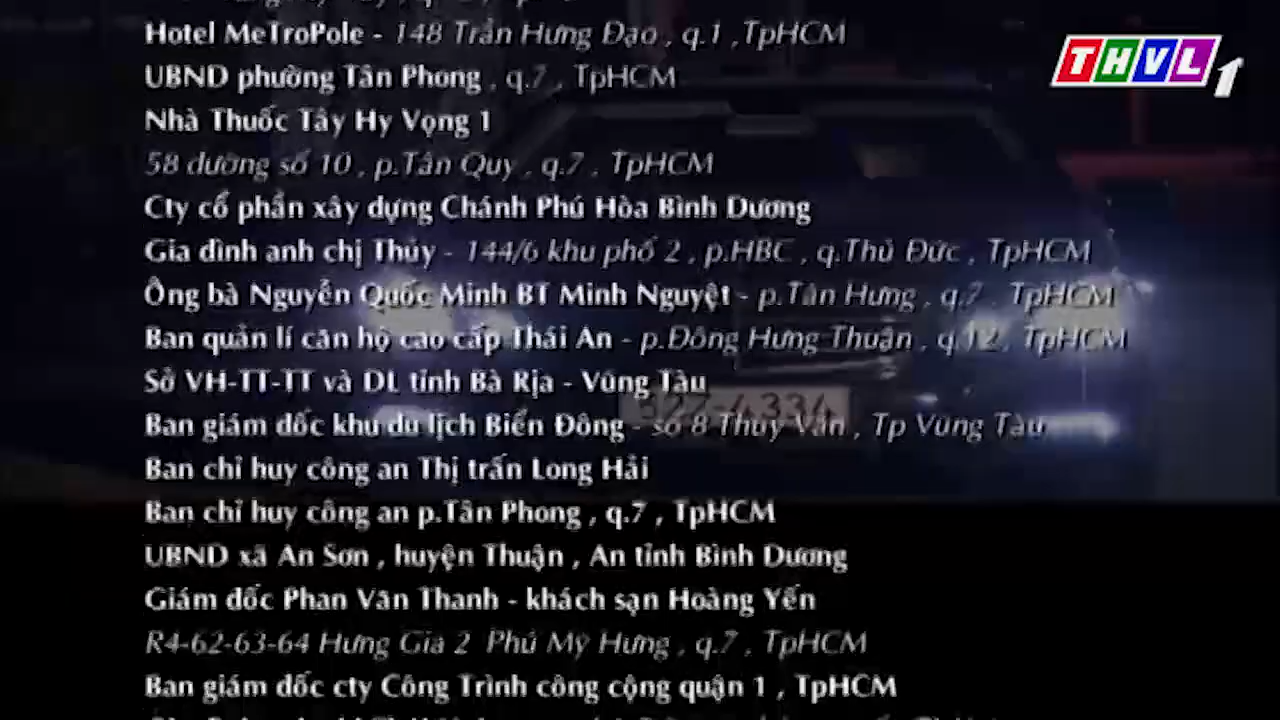 Hotel MeTroPole - 148 Trần Hưng Đạo , q.1 ,TpHCM
THVL1
UBND phường Tân Phong , q.7 , TpHCM
Nhà Thuốc Tây Hy Vọng 1
58 đường số 10 , p.Tân Quy , q.7 , TpHCM
Cty cổ phần xây dựng Chánh Phú Hòa Bình Dương
Gia đình anh chị Thúy - 144/6 khu phố 2 , p.HBC , q.Thủ Đức , TpHCM
Ông bà Nguyễn Quốc Minh BT Minh Nguyệt - p.Tân Hưng , q.7 , TpHCM
Ban quản lí căn hộ cao cấp Thái An - p.Đông Hưng Thuận , q.12 , TpHCM
Sở VH-TT-TT và DL tỉnh Bà Rịa - Vũng Tàu
52Z-4334
Ban giám đốc khu du lịch Biển Đông - số 8 Thùy Vân , Tp Vũng Tàu
Ban chỉ huy công an Thị trấn Long Hải
Ban chỉ huy công an p.Tân Phong , q.7 , TpHCM
UBND xã An Sơn , huyện Thuận , An tỉnh Bình Dương
Giám đốc Phan Văn Thanh - khách sạn Hoàng Yến
R4-62-63-64 Hưng Gia 2 Phú Mỹ Hưng , q.7 , TpHCM
Ban giám đốc cty Công Trình công cộng quận 1 , TpHCM